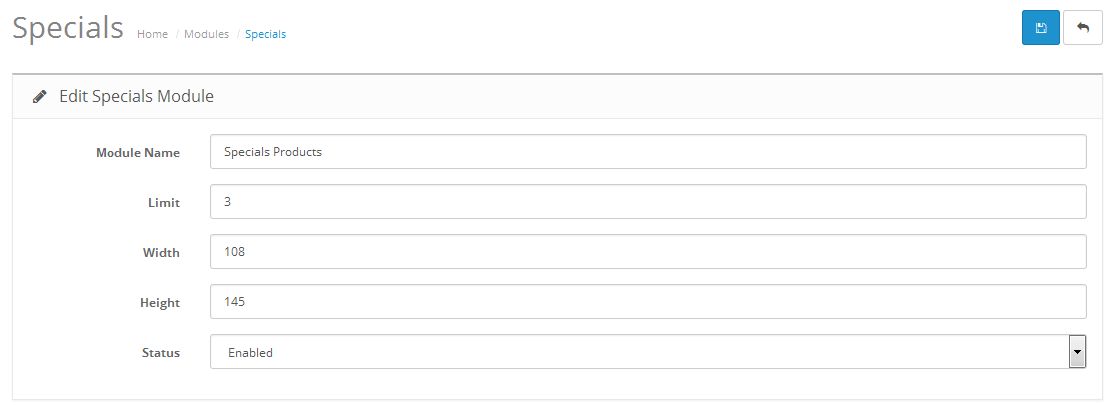 Specials Home / Modules / Specials
Edit Specials Module
Module Name Specials Products
Limit 3
Width 108
Height 145
Status Enabled